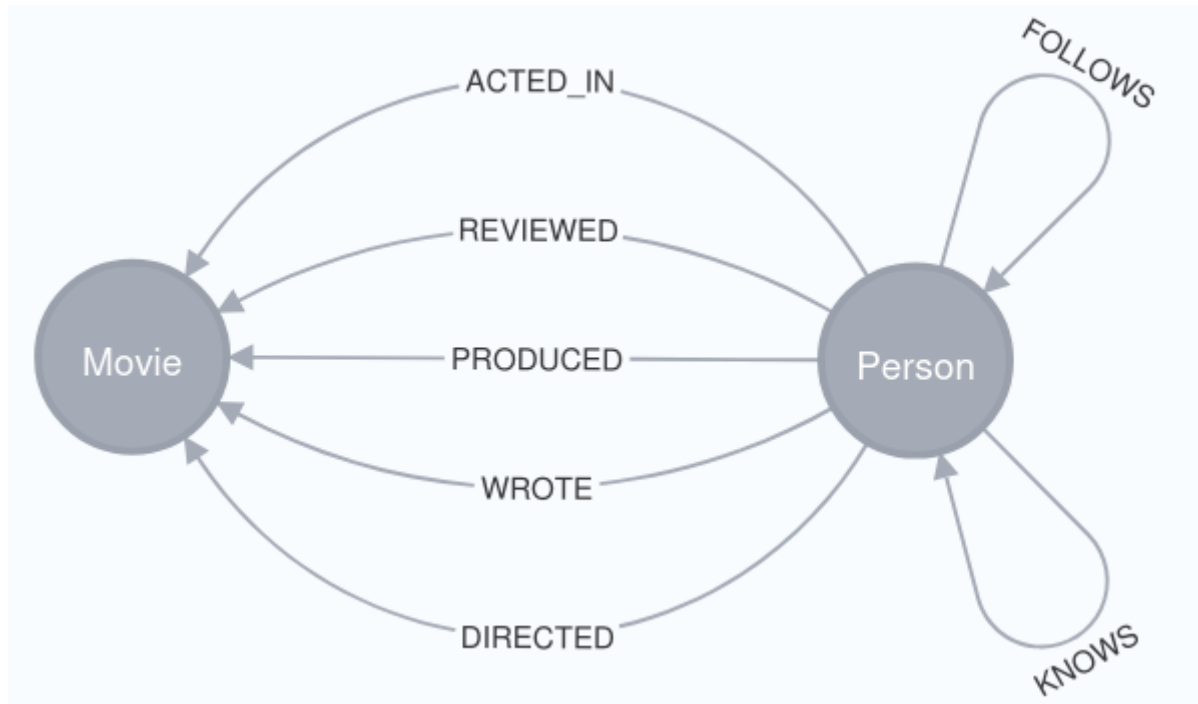 FOLLOWS
ACTED_IN
REVIEWED
Movie
PRODUCED
Person
WROTE
DIRECTED
KNOWS